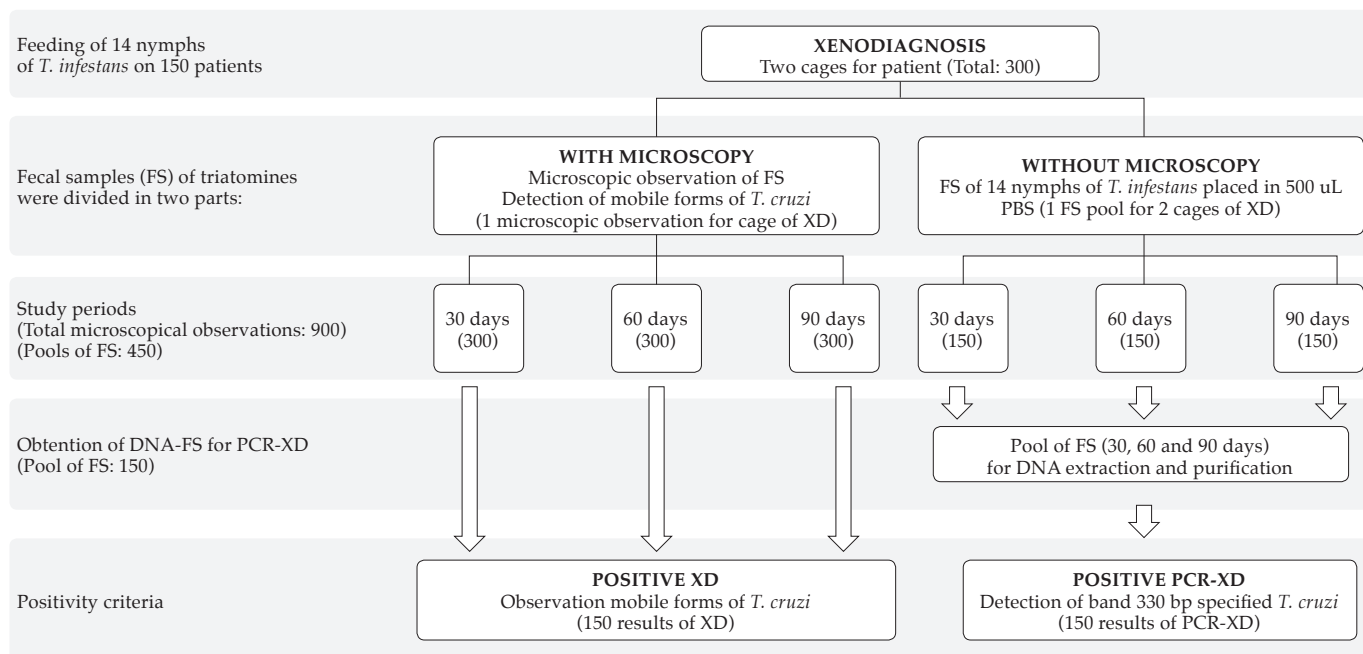 Feeding of 14 nymphs
of T. infestans on 150 patients
XENODIAGNOSIS
Two cages for patient (Total: 300)
Fecal samples (FS) of triatomines
were divided in two parts:
WITH MICROSCOPY
Microscopic observation of FS
Detection of mobile forms of T. cruzi
(1 microscopic observation for cage of XD)
WITHOUT MICROSCOPY
FS of 14 nymphs of T. infestans placed in 500 uL
PBS (1 FS pool for 2 cages of XD)
Study periods
(Total microscopical observations: 900)
(Pools of FS: 450)
30 days
(300)
60 days
(300)
90 days
(300)
30 days
(150)
60 days
(150)
90 days
(150)
Obtention of DNA-FS for PCR-XD
(Pool of FS: 150)
Pool of FS (30, 60 and 90 days)
for DNA extraction and purification
Positivity criteria
POSITIVE XD
Observation mobile forms of T. cruzi
(150 results of XD)
POSITIVE PCR-XD
Detection of band 330 bp specified T. cruzi
(150 results of PCR-XD)